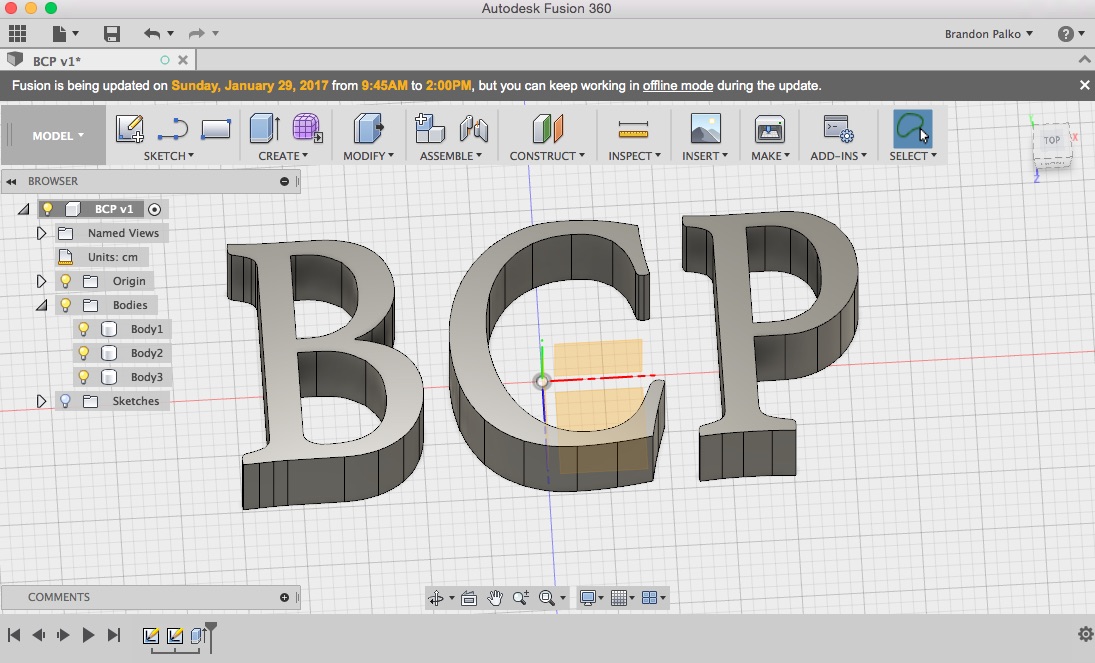 Autodesk Fusion 360
Brandon Palko
BCP v1*
Fusion is being updated on Sunday, January 29, 2017 from 9:45AM to 2:00PM, but you can keep working in offline mode during the update.
MODEL
SKETCH
CREATE
MODIFY
ASSEMBLE
CONSTRUCT
INSPECT
INSERT
MAKE
ADD-INS
SELECT
Y
TOP
X
Z
BROWSER
BCP v1
Named Views
Units: cm
Origin
Bodies
Body1
Body2
Body3
Sketches
BCP
COMMENTS